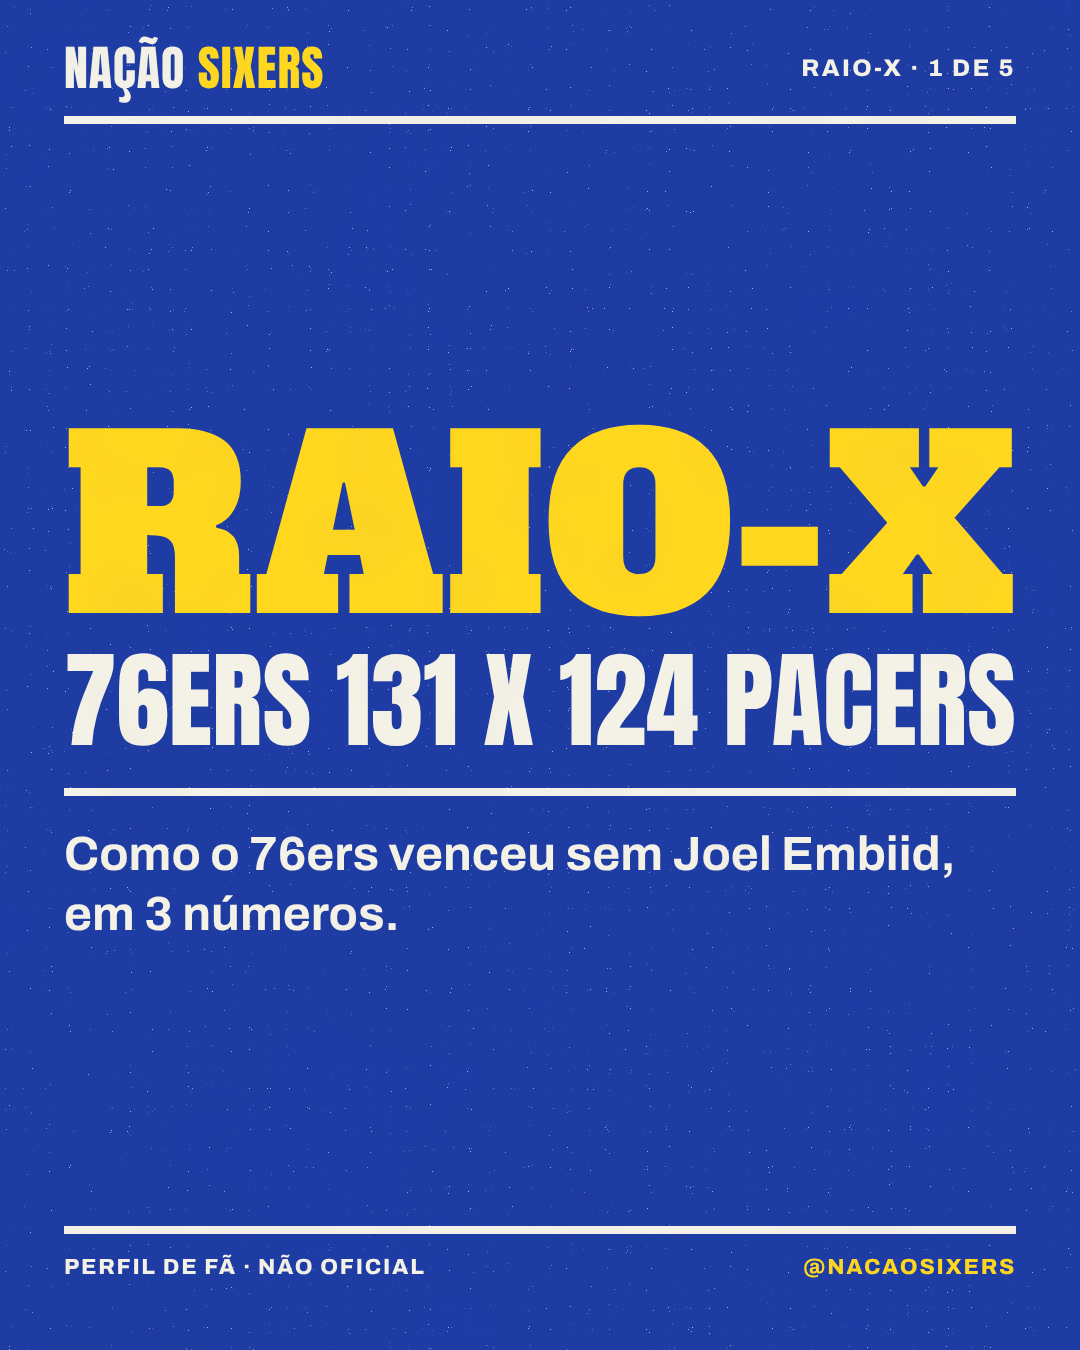 NAÇÃO SIXERS
RAIO-X · 1 DE 5
RAIO-X
76ERS 131 X 124 PACERS
Como o 76ers venceu sem Joel Embiid,
em 3 números.
PERFIL DE FÃ · NÃO OFICIAL
@NACAOSIXERS